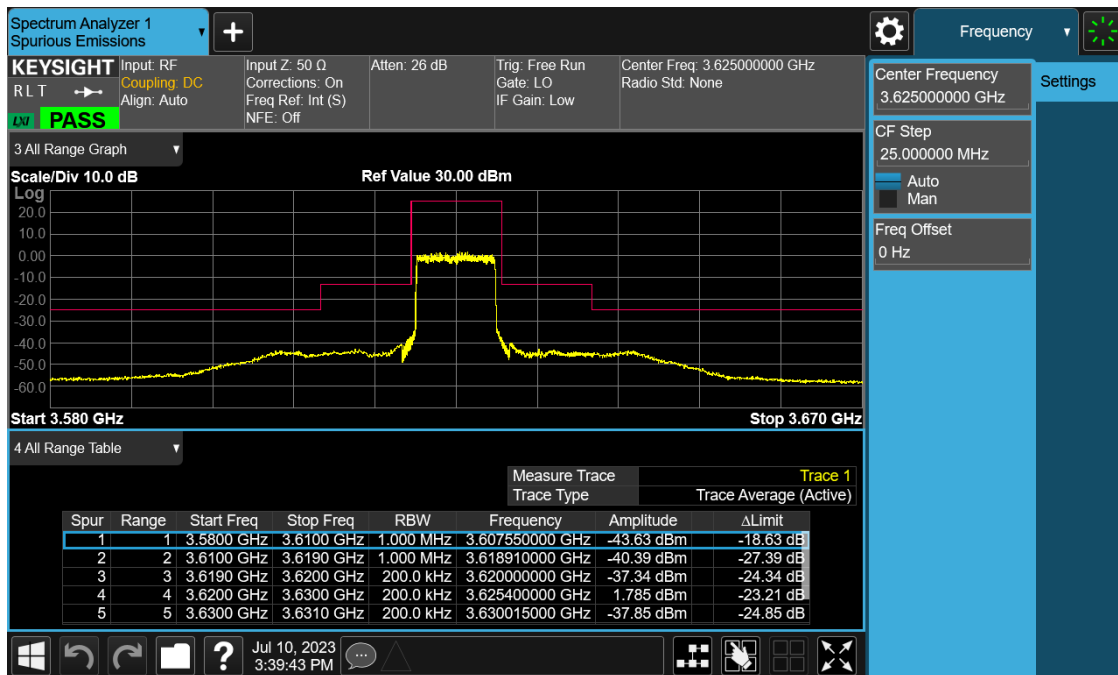 Spectrum Analyzer 1
Spurious Emissions
Frequency
KEYSIGHT
RLT
LXI PASS
Input: RF
Coupling: DC
Align: Auto
Input Z: 50 Ω
Corrections: On
Freq Ref: Int (S)
NFE: Off
Atten: 26 dB
Trig: Free Run
Gate: LO
IF Gain: Low
Center Freq: 3.625000000 GHz
Radio Std: None
Center Frequency
3.625000000 GHz
Settings
CF Step
25.000000 MHz
Auto
Man
Freq Offset
0 Hz
3 All Range Graph
Scale/Div 10.0 dB Ref Value 30.00 dBm
Log
20.0
10.0
0.00
-10.0
-20.0
-30.0
-40.0
-50.0
-60.0
Start 3.580 GHz Stop 3.670 GHz
4 All Range Table
Measure Trace Trace 1
Trace Type Trace Average (Active)
Spur Range Start Freq Stop Freq RBW Frequency Amplitude ΔLimit
1 1 3.5800 GHz 3.6100 GHz 1.000 MHz 3.607550000 GHz -43.63 dBm -18.63 dB
2 2 3.6100 GHz 3.6190 GHz 1.000 MHz 3.618910000 GHz -40.39 dBm -27.39 dB
3 3 3.6190 GHz 3.6200 GHz 200.0 kHz 3.620000000 GHz -37.34 dBm -24.34 dB
4 4 3.6200 GHz 3.6300 GHz 200.0 kHz 3.625400000 GHz 1.785 dBm -23.21 dB
5 5 3.6300 GHz 3.6310 GHz 200.0 kHz 3.630015000 GHz -37.85 dBm -24.85 dB
Jul 10, 2023
3:39:43 PM